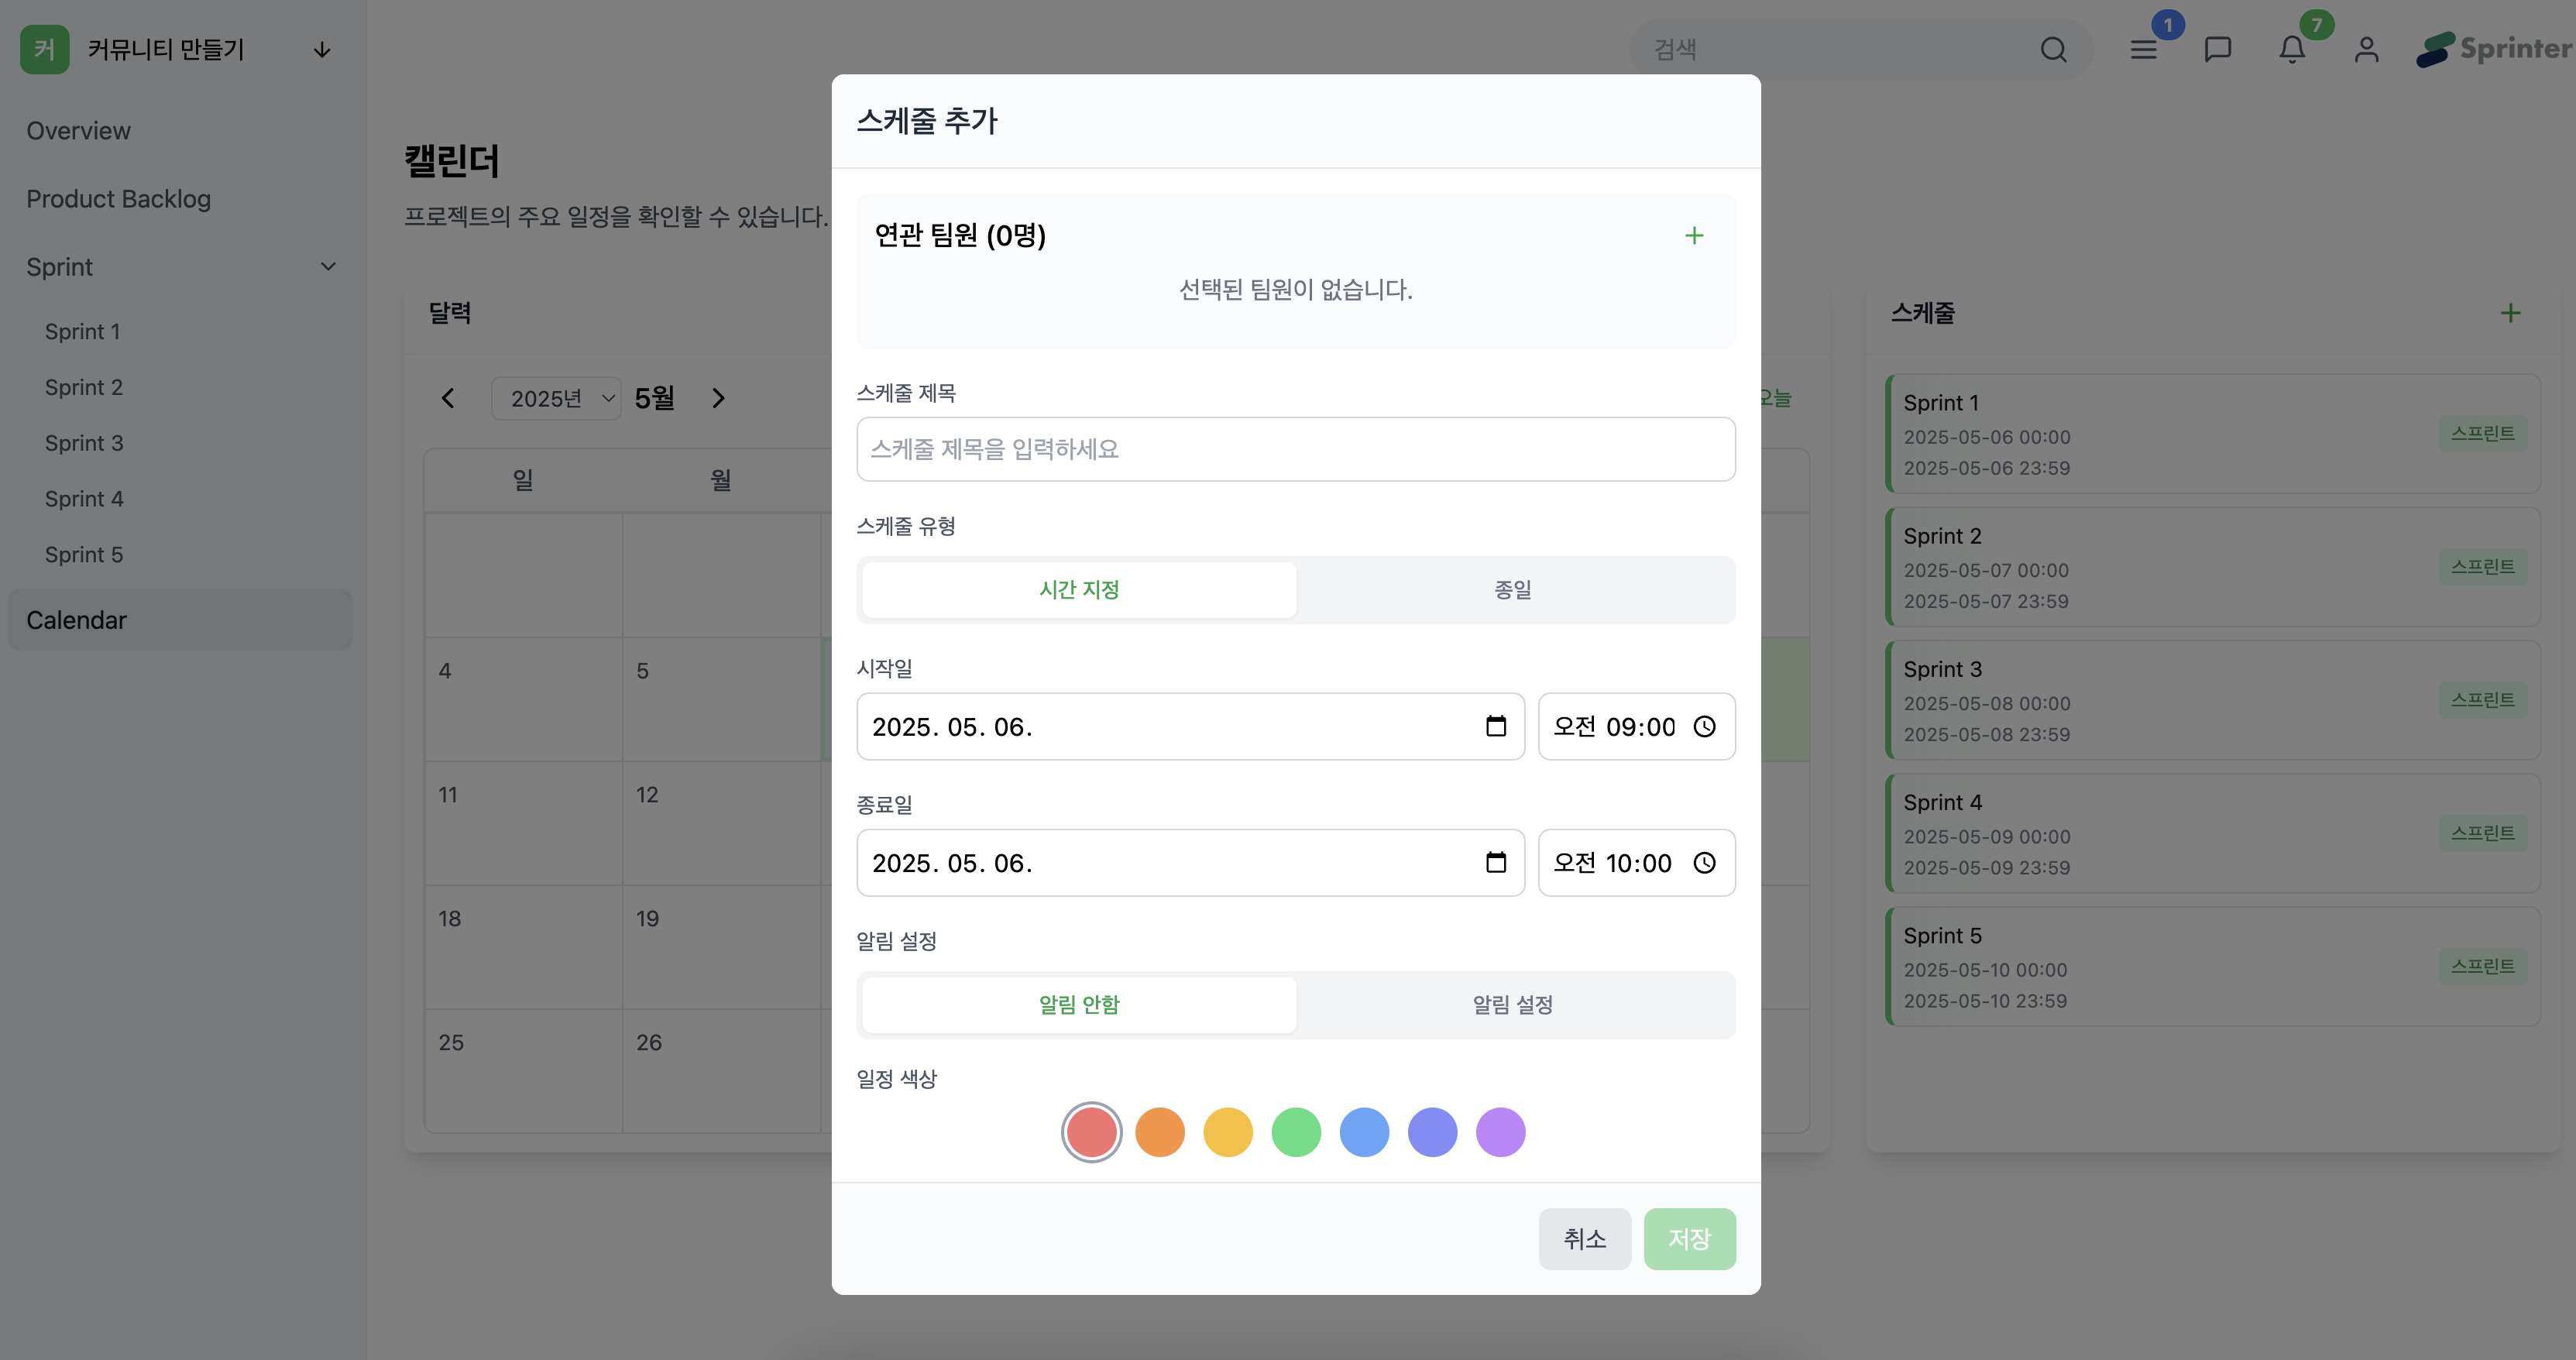 커 커뮤니티 만들기
Overview
Product Backlog
Sprint
Sprint 1
Sprint 2
Sprint 3
Sprint 4
Sprint 5
Calendar
검색
1
7
Sprinter
캘린더
프로젝트의 주요 일정을 확인할 수 있습니다.
달력
2025년 5월
오늘
일 월
4 5
11 12
18 19
25 26
스케줄 추가
연관 팀원 (0명)
선택된 팀원이 없습니다.
스케줄 제목
스케줄 제목을 입력하세요
스케줄 유형
시간 지정 종일
시작일
2025. 05. 06. 오전 09:00
종료일
2025. 05. 06. 오전 10:00
알림 설정
알림 안함 알림 설정
일정 색상
취소 저장
스케줄
Sprint 1
2025-05-06 00:00
2025-05-06 23:59
스프린트
Sprint 2
2025-05-07 00:00
2025-05-07 23:59
스프린트
Sprint 3
2025-05-08 00:00
2025-05-08 23:59
스프린트
Sprint 4
2025-05-09 00:00
2025-05-09 23:59
스프린트
Sprint 5
2025-05-10 00:00
2025-05-10 23:59
스프린트